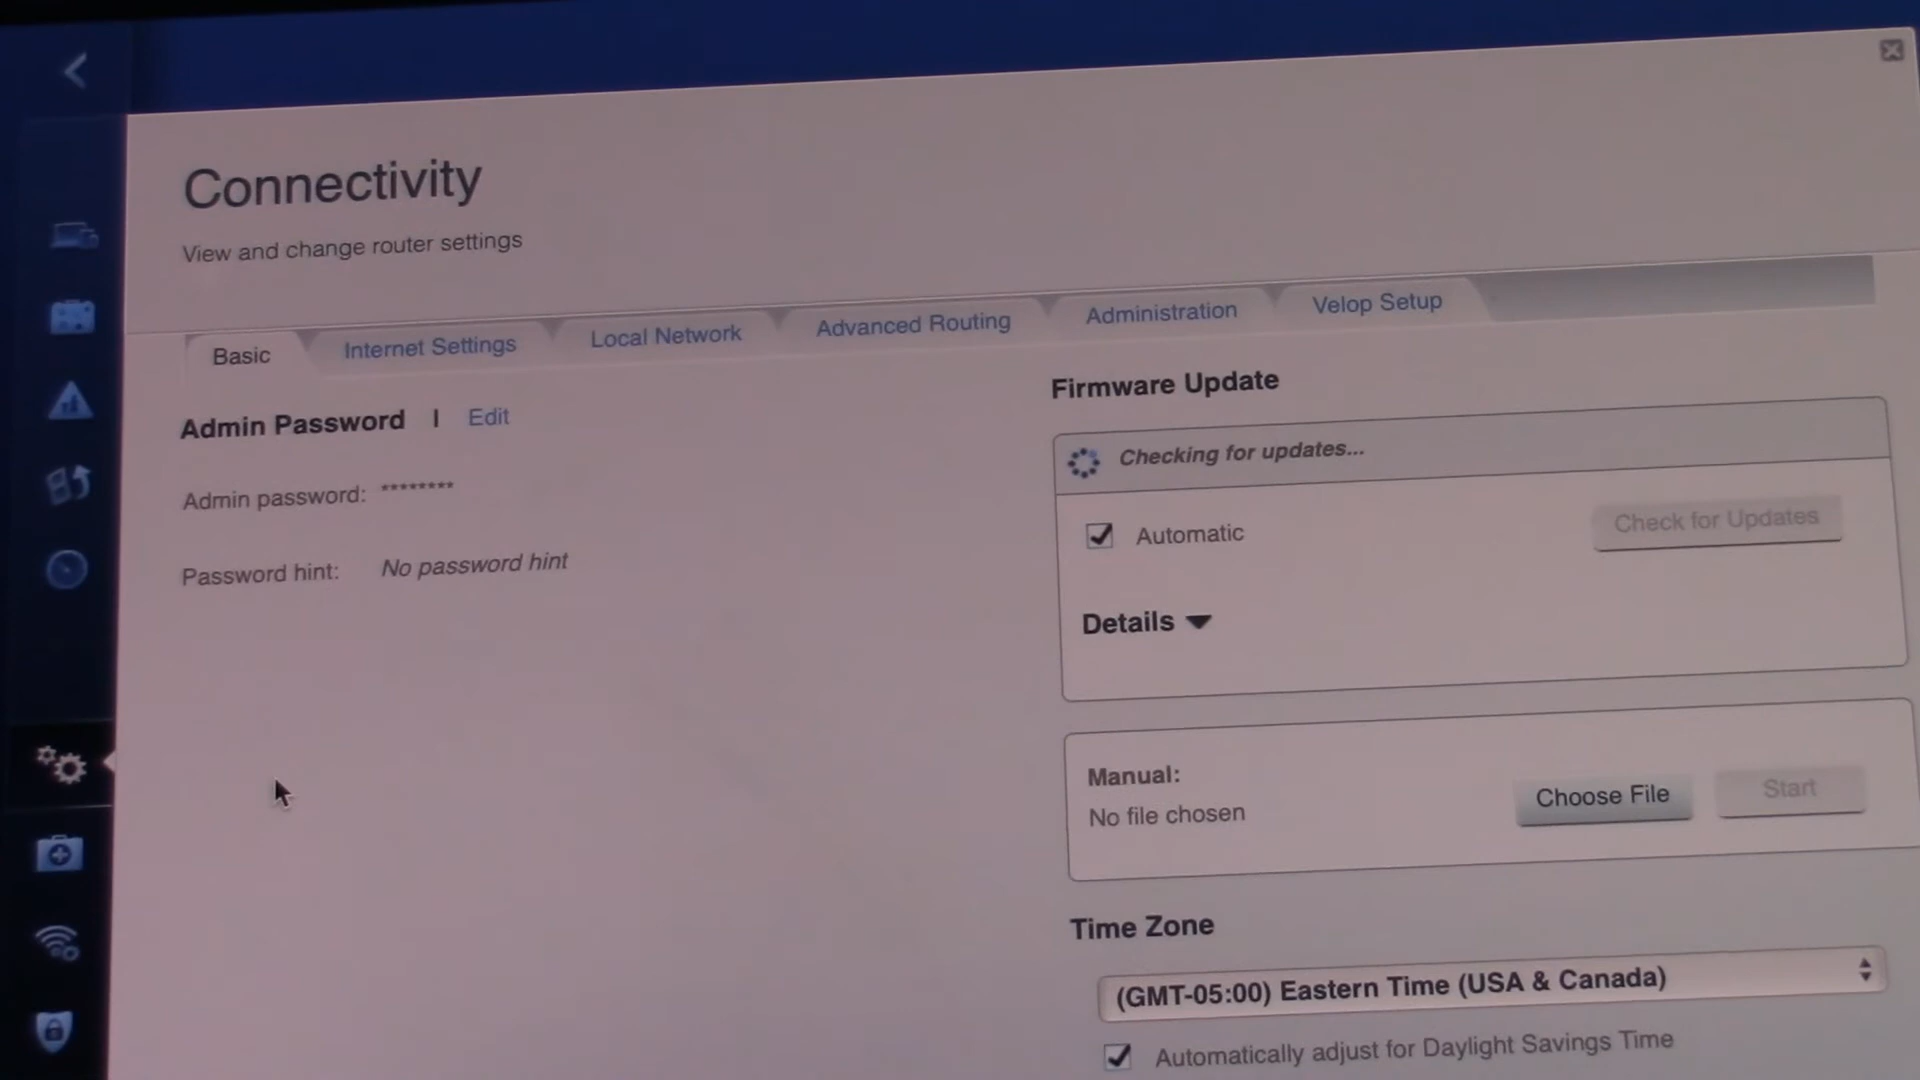 Connectivity
View and change router settings
Basic
Internet Settings
Local Network
Advanced Routing
Administration
Velop Setup
Admin Password | Edit
Admin password: ********
Password hint: No password hint
Firmware Update
Checking for updates...
Automatic
Check for Updates
Details
Manual:
No file chosen
Choose File
Start
Time Zone
(GMT-05:00) Eastern Time (USA & Canada)
Automatically adjust for Daylight Savings Time